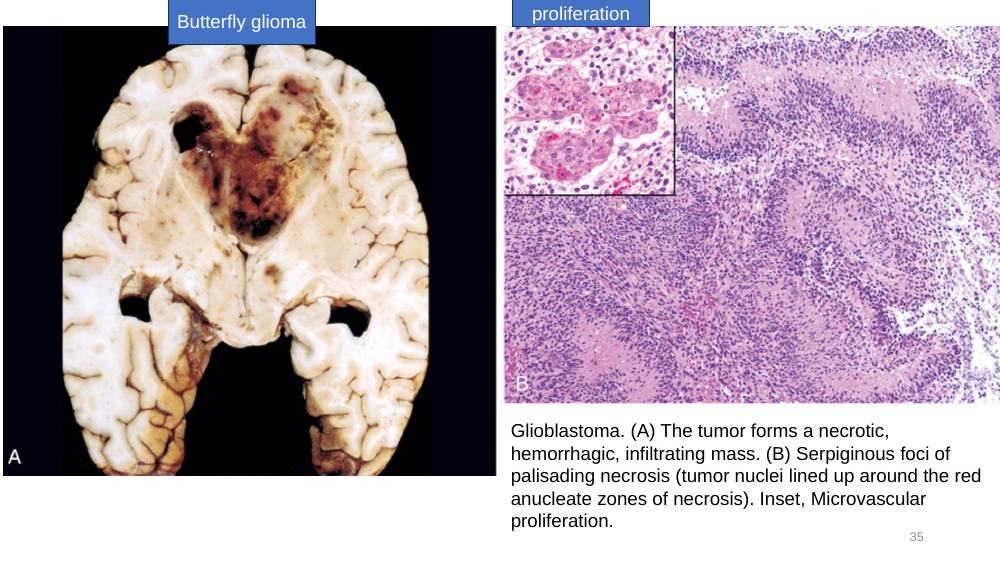 Butterfly glioma
proliferation
A
B
Glioblastoma. (A) The tumor forms a necrotic,
hemorrhagic, infiltrating mass. (B) Serpiginous foci of
palisading necrosis (tumor nuclei lined up around the red
anucleate zones of necrosis). Inset, Microvascular
proliferation.
35